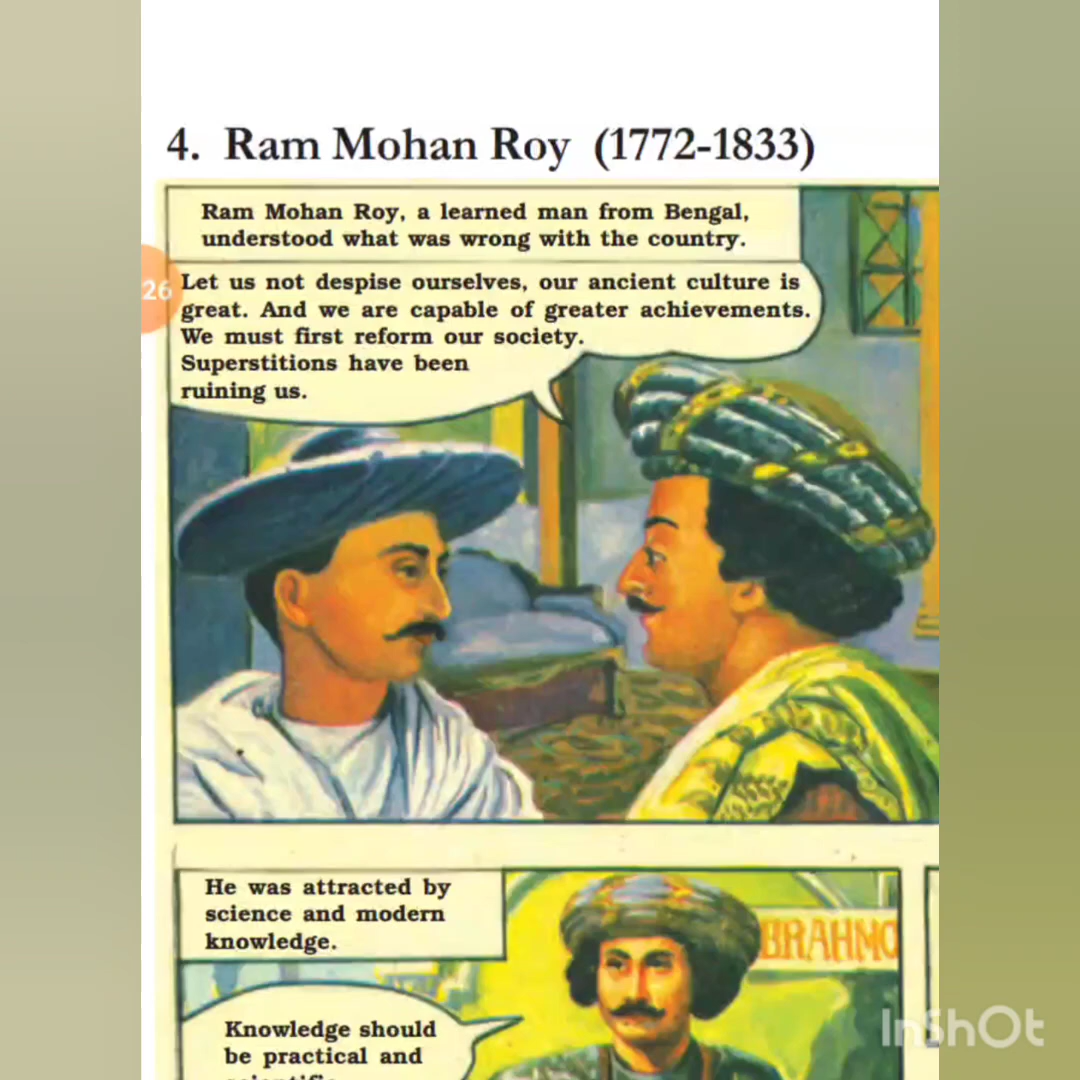 4. Ram Mohan Roy (1772-1833)
Ram Mohan Roy, a learned man from Bengal,
understood what was wrong with the country.
26
Let us not despise ourselves, our ancient culture is
great. And we are capable of greater achievements.
We must first reform our society.
Superstitions have been
ruining us.
He was attracted by
science and modern
knowledge.
BRAHMO
Knowledge should
be practical and
scientific.
InShOt